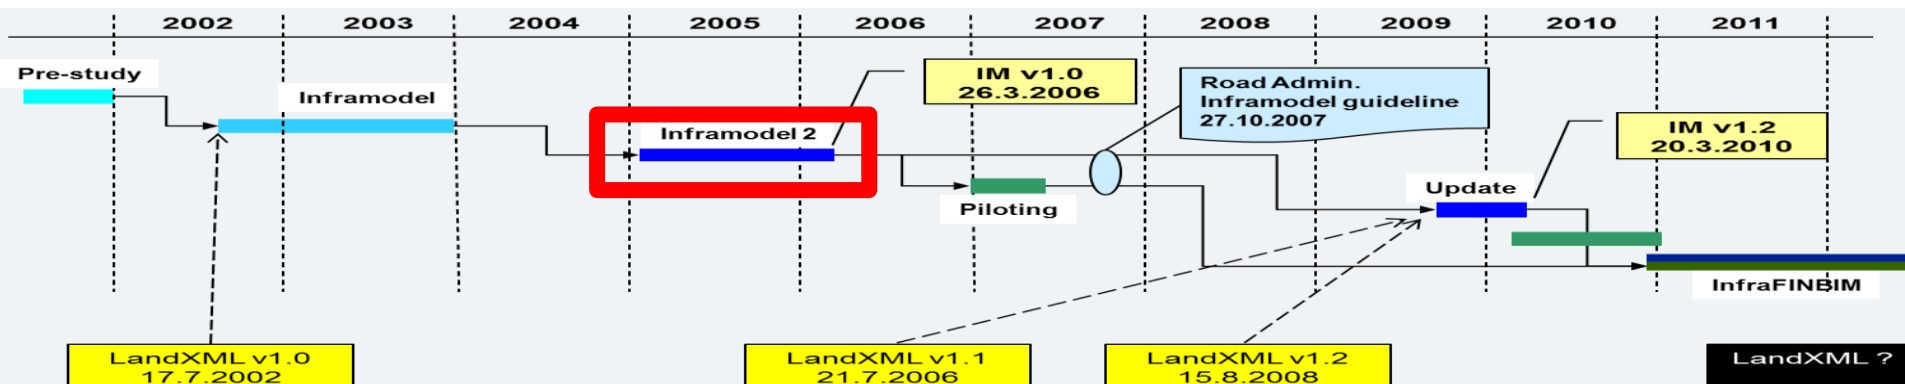 2002 2003 2004 2005 2006 2007 2008 2009 2010 2011
Pre-study
Inframodel
Inframodel 2
IM v1.0
26.3.2006
Road Admin.
Inframodel guideline
27.10.2007
IM v1.2
20.3.2010
Update
Piloting
InfraFINBIM
LandXML v1.0
17.7.2002
LandXML v1.1
21.7.2006
LandXML v1.2
15.8.2008
LandXML ?